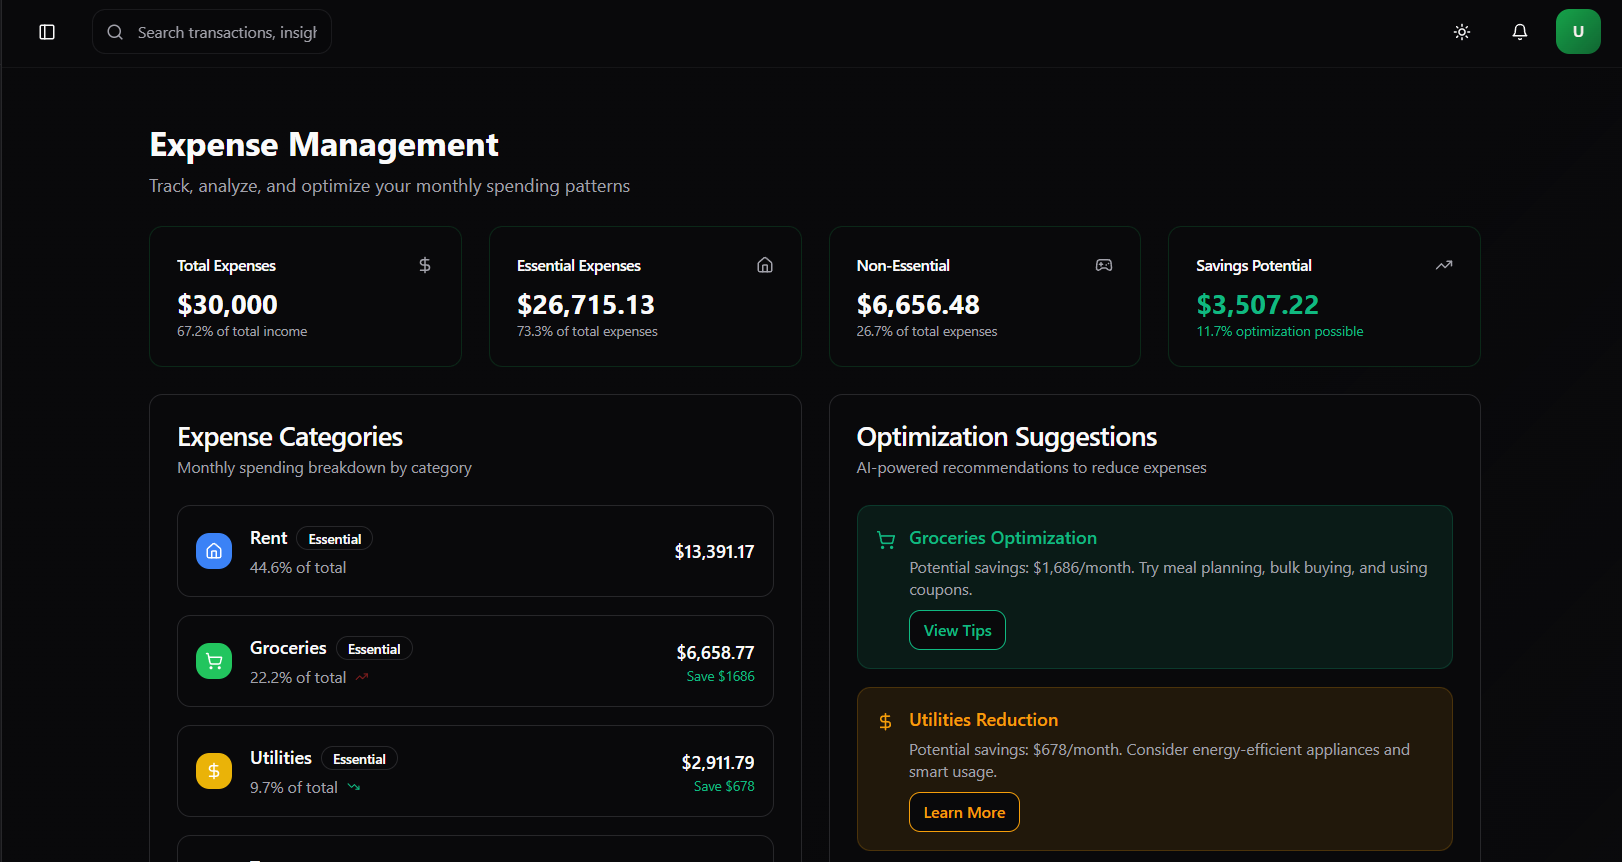 Search transactions, insigh
U
Expense Management
Track, analyze, and optimize your monthly spending patterns
Total Expenses
$30,000
67.2% of total income
Essential Expenses
$26,715.13
73.3% of total expenses
Non-Essential
$6,656.48
26.7% of total expenses
Savings Potential
$3,507.22
11.7% optimization possible
Expense Categories
Monthly spending breakdown by category
Rent Essential
44.6% of total
$13,391.17
Groceries Essential
22.2% of total
$6,658.77
Save $1686
Utilities Essential
9.7% of total
$2,911.79
Save $678
Optimization Suggestions
AI-powered recommendations to reduce expenses
Groceries Optimization
Potential savings: $1,686/month. Try meal planning, bulk buying, and using
coupons.
View Tips
Utilities Reduction
Potential savings: $678/month. Consider energy-efficient appliances and
smart usage.
Learn More